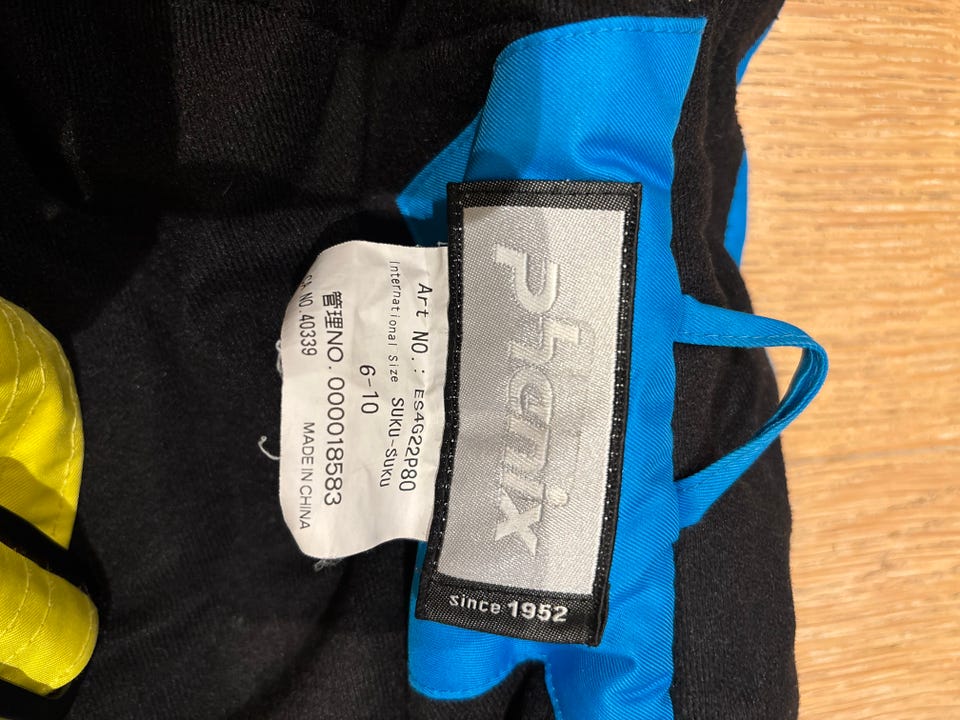 Phenix
since 1952
Art NO.: ES4G22P80
International size SUKU-SUKU
6-10
管理NO. 000018583
CA NO. 40339 MADE IN CHINA